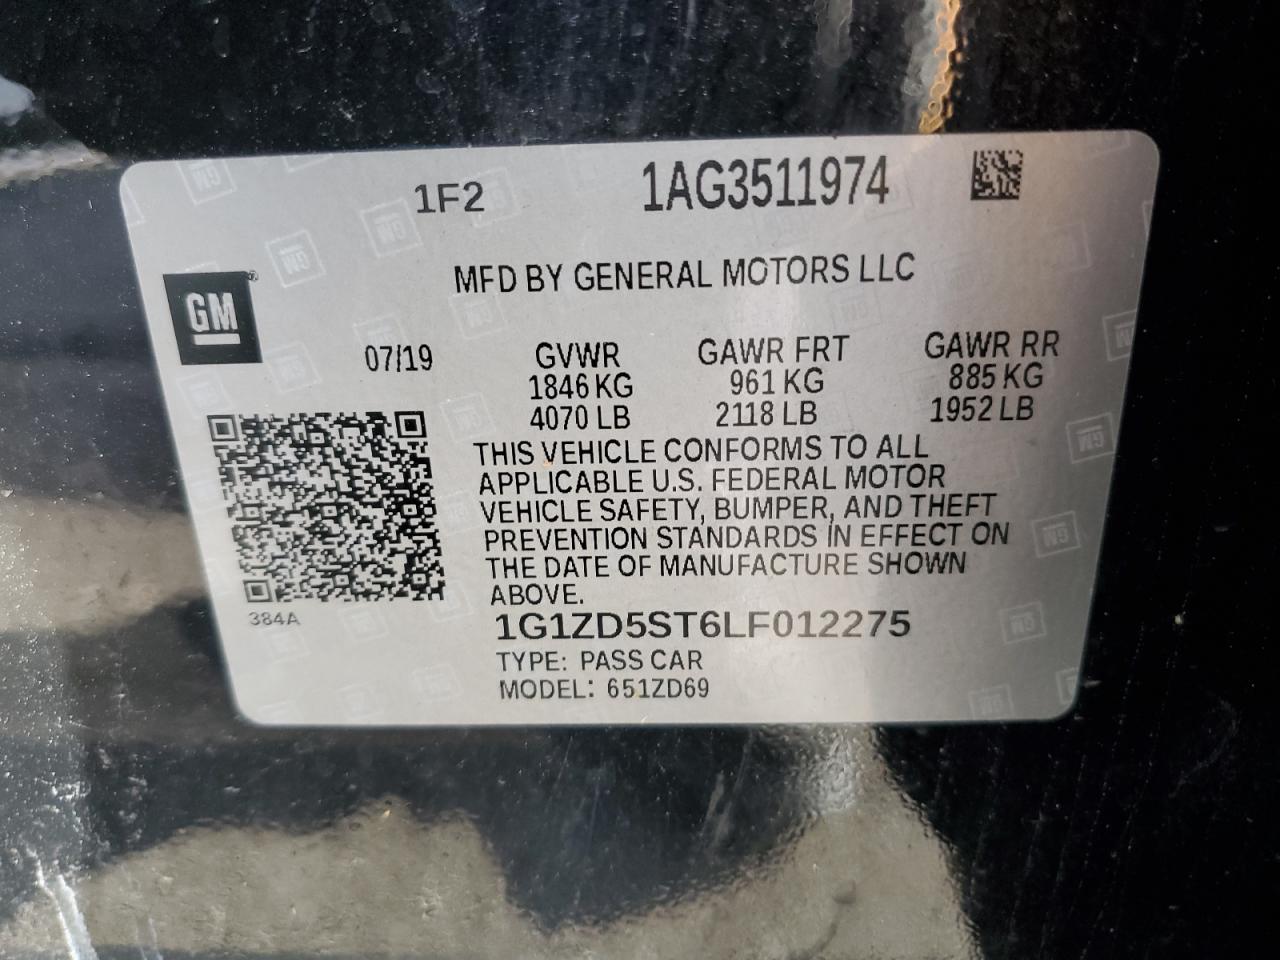 1F2 1AG3511974
MFD BY GENERAL MOTORS LLC
GM
07/19 GVWR GAWR FRT GAWR RR
1846 KG 961 KG 885 KG
4070 LB 2118 LB 1952 LB
THIS VEHICLE CONFORMS TO ALL
APPLICABLE U.S. FEDERAL MOTOR
VEHICLE SAFETY, BUMPER, AND THEFT
PREVENTION STANDARDS IN EFFECT ON
THE DATE OF MANUFACTURE SHOWN
ABOVE.
384A
1G1ZD5ST6LF012275
TYPE: PASS CAR
MODEL: 651ZD69